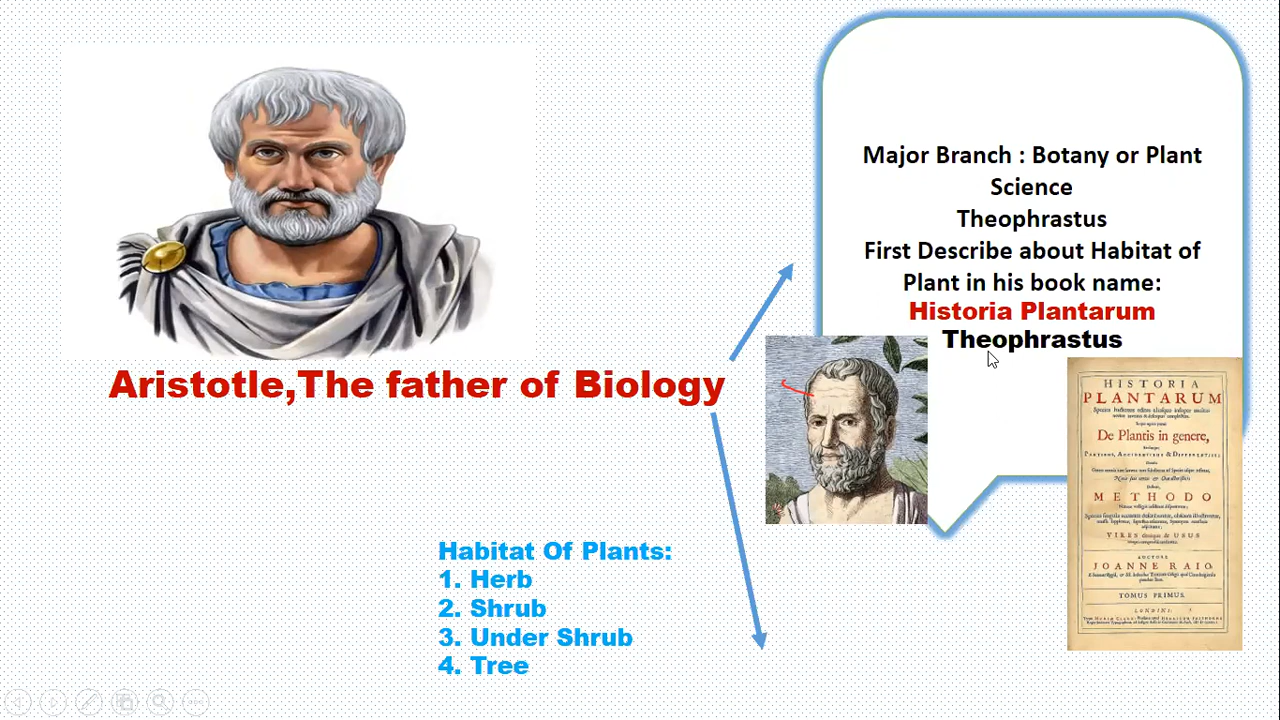 Major Branch : Botany or Plant
Science
Theophrastus
First Describe about Habitat of
Plant in his book name:
Historia Plantarum
Theophrastus
Aristotle,The father of Biology
Habitat Of Plants:
1. Herb
2. Shrub
3. Under Shrub
4. Tree
HISTORIA
PLANTARUM
De Plantis in genere,
METHODO
VIRES
AUCTORE
JOANNE RAIO,
TOMUS PRIMUS.
LONDINI: